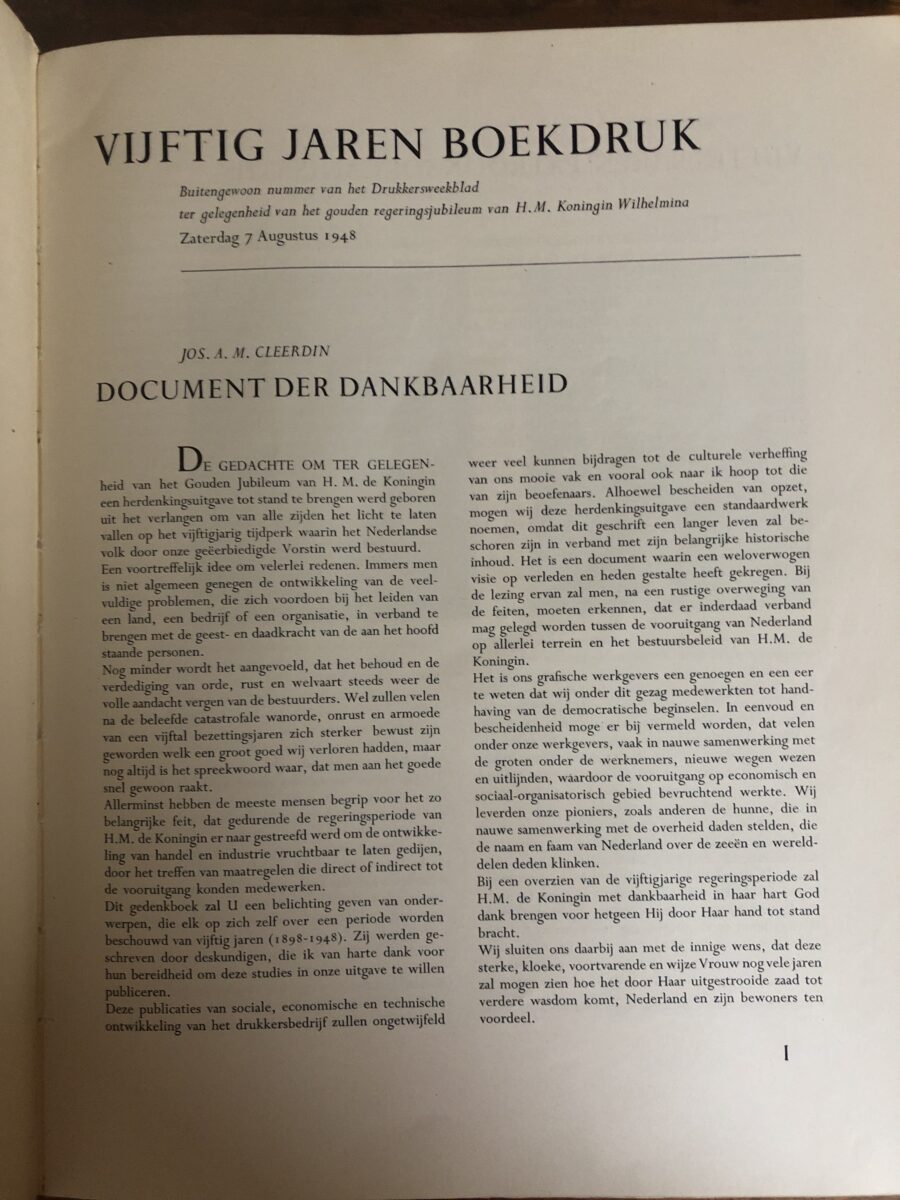 VIJFTIG JAREN BOEKDRUK
Buitengewoon nummer van het Drukkersweekblad
ter gelegenheid van het gouden regeringsjubileum van H.M. Koningin Wilhelmina
Zaterdag 7 Augustus 1948
JOS. A. M. CLEERDIN
DOCUMENT DER DANKBAARHEID
DE GEDACHTE OM TER GELEGEN-
heid van het Gouden Jubileum van H. M. de Koningin
een herdenkingsuitgave tot stand te brengen werd geboren
uit het verlangen om van alle zijden het licht te laten
vallen op het vijftigjarig tijdperk waarin het Nederlandse
volk door onze geëerbiedigde Vorstin werd bestuurd.
Een voortreffelijk idee om velerlei redenen. Immers men
is niet algemeen genegen de ontwikkeling van de veel-
vuldige problemen, die zich voordoen bij het leiden van
een land, een bedrijf of een organisatie, in verband te
brengen met de geest- en daadkracht van de aan het hoofd
staande personen.
Nog minder wordt het aangevoeld, dat het behoud en de
verdediging van orde, rust en welvaart steeds weer de
volle aandacht vergen van de bestuurders. Wel zullen velen
na de beleefde catastrofale wanorde, onrust en armoede
van een vijftal bezettingsjaren zich sterker bewust zijn
geworden welk een groot goed wij verloren hadden, maar
nog altijd is het spreekwoord waar, dat men aan het goede
snel gewoon raakt.
Allerminst hebben de meeste mensen begrip voor het zo
belangrijke feit, dat gedurende de regeringsperiode van
H.M. de Koningin er naar gestreefd werd om de ontwikke-
ling van handel en industrie vruchtbaar te laten gedijen,
door het treffen van maatregelen die direct of indirect tot
de vooruitgang konden medewerken.
Dit gedenkboek zal U een belichting geven van onder-
werpen, die elk op zich zelf over een periode worden
beschouwd van vijftig jaren (1898-1948). Zij werden ge-
schreven door deskundigen, die ik van harte dank voor
hun bereidheid om deze studies in onze uitgave te willen
publiceren.
Deze publicaties van sociale, economische en technische
ontwikkeling van het drukkersbedrijf zullen ongetwijfeld
weer veel kunnen bijdragen tot de culturele verheffing
van ons mooie vak en vooral ook naar ik hoop tot die
van zijn beoefenaars. Alhoewel bescheiden van opzet,
mogen wij deze herdenkingsuitgave een standaardwerk
noemen, omdat dit geschrift een langer leven zal be-
schoren zijn in verband met zijn belangrijke historische
inhoud. Het is een document waarin een weloverwogen
visie op verleden en heden gestalte heeft gekregen. Bij
de lezing ervan zal men, na een rustige overweging van
de feiten, moeten erkennen, dat er inderdaad verband
mag gelegd worden tussen de vooruitgang van Nederland
op allerlei terrein en het bestuursbeleid van H.M. de
Koningin.
Het is ons grafische werkgevers een genoegen en een eer
te weten dat wij onder dit gezag medewerkten tot hand-
having van de democratische beginselen. In eenvoud en
bescheidenheid moge er bij vermeld worden, dat velen
onder onze werkgevers, vaak in nauwe samenwerking met
de groten onder de werknemers, nieuwe wegen wezen
en uitlijnden, waardoor de vooruitgang op economisch en
sociaal-organisatorisch gebied bevruchtend werkte. Wij
leverden onze pioniers, zoals anderen de hunne, die in
nauwe samenwerking met de overheid daden stelden, die
de naam en faam van Nederland over de zeeën en wereld-
delen deden klinken.
Bij een overzien van de vijftigjarige regeringsperiode zal
H.M. de Koningin met dankbaarheid in haar hart God
dank brengen voor hetgeen Hij door Haar hand tot stand
bracht.
Wij sluiten ons daarbij aan met de innige wens, dat deze
sterke, kloeke, voortvarende en wijze Vrouw nog vele jaren
zal mogen zien hoe het door Haar uitgestrooide zaad tot
verdere wasdom komt, Nederland en zijn bewoners ten
voordeel.
I